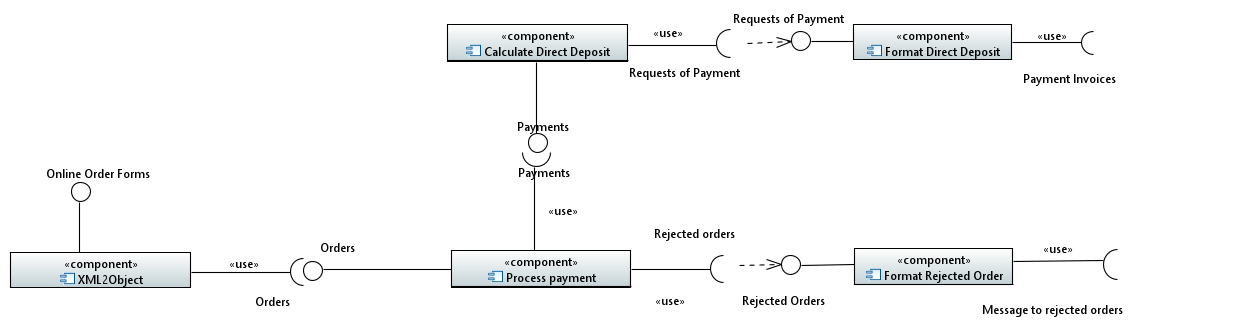 Requests of Payment
«component»
Calculate Direct Deposit
«use»
Requests of Payment
«component»
Format Direct Deposit
«use»
Payment Invoices
Payments
Payments
«use»
Online Order Forms
«component»
XML2Object
«use»
Orders
Orders
«component»
Process payment
Rejected orders
«use»
Rejected Orders
«component»
Format Rejected Order
«use»
Message to rejected orders